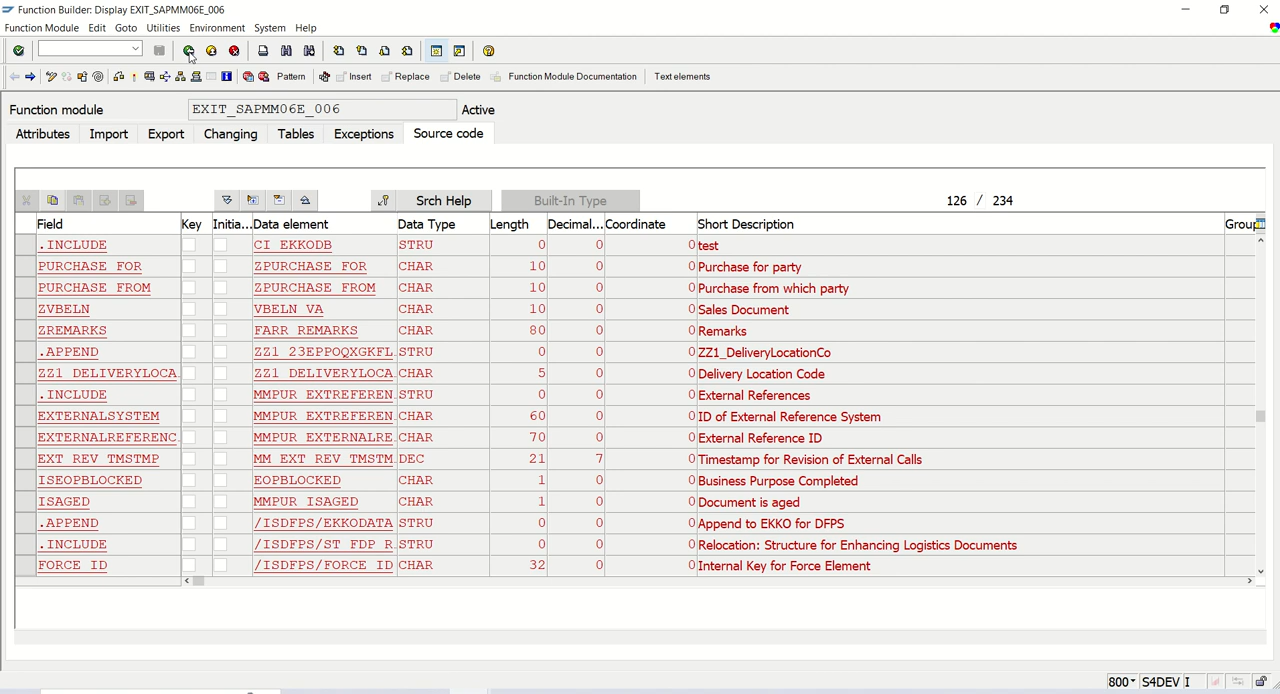 Function Builder: Display EXIT_SAPMM06E_006
Function Module Edit Goto Utilities Environment System Help
Pattern Insert Replace Delete Function Module Documentation Text elements
Function module EXIT_SAPMM06E_006 Active
Attributes Import Export Changing Tables Exceptions Source code
Srch Help Built-In Type 126 / 234
Field Key Initia... Data element Data Type Length Decimal... Coordinate Short Description Group
.INCLUDE CI_EKKODB STRU 0 0 0 test
PURCHASE_FOR ZPURCHASE_FOR CHAR 10 0 0 Purchase for party
PURCHASE_FROM ZPURCHASE_FROM CHAR 10 0 0 Purchase from which party
ZVBELN VBELN_VA CHAR 10 0 0 Sales Document
ZREMARKS FARR_REMARKS CHAR 80 0 0 Remarks
.APPEND ZZ1_23EPPOQXGKFL STRU 0 0 0 ZZ1_DeliveryLocationCo
ZZ1_DELIVERYLOCA ZZ1_DELIVERYLOCA CHAR 5 0 0 Delivery Location Code
.INCLUDE MMPUR_EXTREFEREN STRU 0 0 0 External References
EXTERNALSYSTEM MMPUR_EXTREFEREN CHAR 60 0 0 ID of External Reference System
EXTERNALREFERENC MMPUR_EXTERNALRE CHAR 70 0 0 External Reference ID
EXT_REV_TMSTMP MM_EXT_REV_TMSTM DEC 21 7 0 Timestamp for Revision of External Calls
ISEOPBLOCKED EOPBLOCKED CHAR 1 0 0 Business Purpose Completed
ISAGED MMPUR_ISAGED CHAR 1 0 0 Document is aged
.APPEND /ISDFPS/EKKODATA STRU 0 0 0 Append to EKKO for DFPS
.INCLUDE /ISDFPS/ST_FDP_R STRU 0 0 0 Relocation: Structure for Enhancing Logistics Documents
FORCE_ID /ISDFPS/FORCE_ID CHAR 32 0 0 Internal Key for Force Element
800 S4DEV I